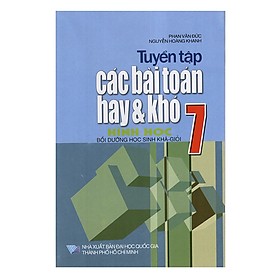 PHAN VĂN ĐỨC
NGUYỄN HOÀNG KHANH
Tuyển tập
các bài toán
hay & khó 7
HÌNH HỌC
BỒI DƯỠNG HỌC SINH KHÁ-GIỎI
NHÀ XUẤT BẢN ĐẠI HỌC QUỐC GIA
THÀNH PHỐ HỒ CHÍ MINH